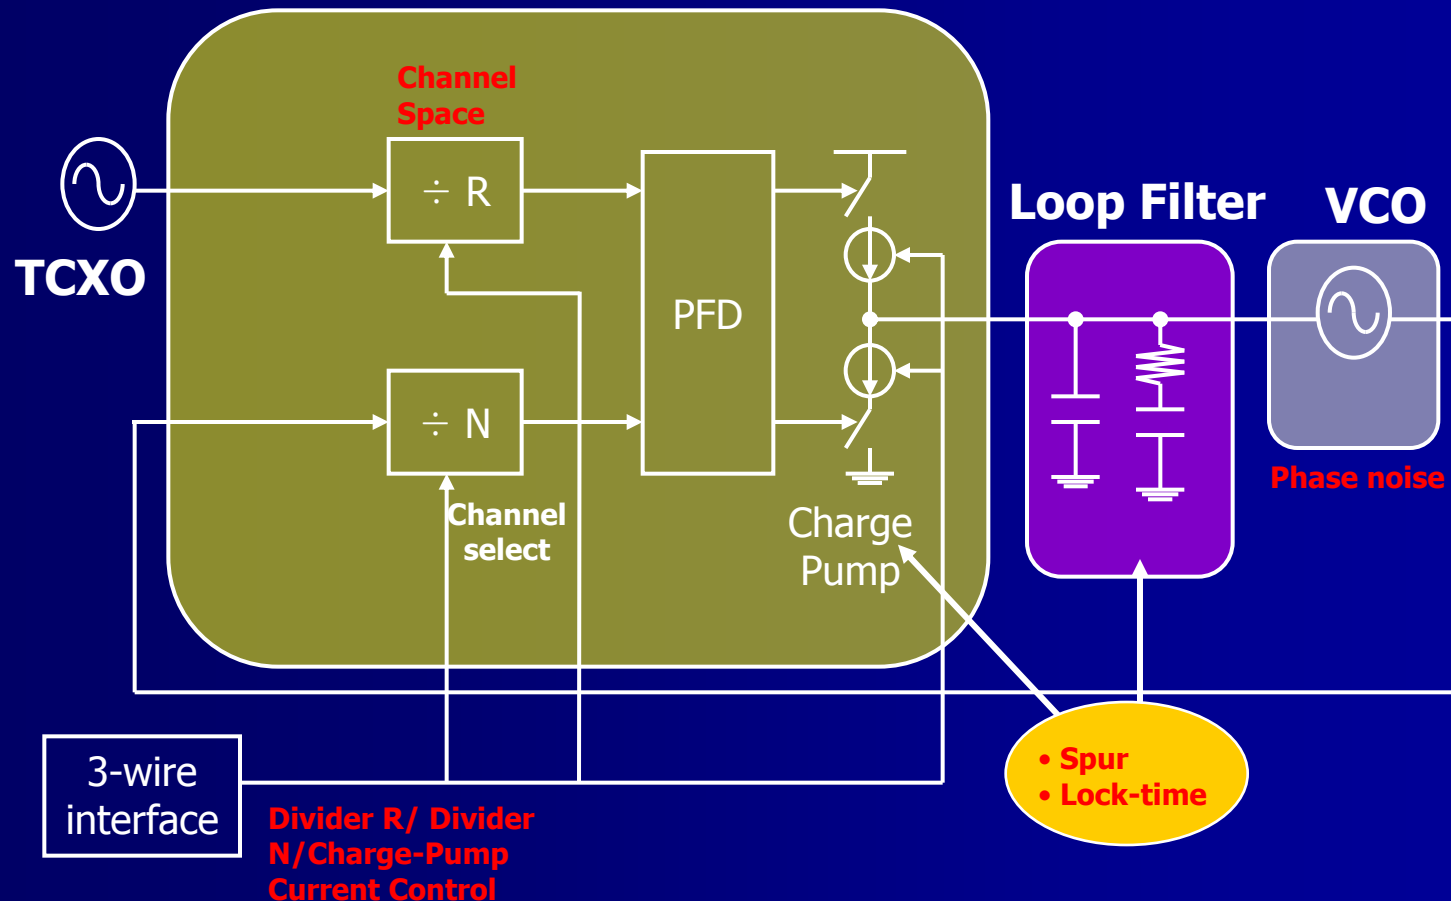 Channel
Space
÷ R
TCXO
PFD
÷ N
Channel
select
Charge
Pump
Loop Filter
VCO
Phase noise
3-wire
interface
Divider R/ Divider
N/Charge-Pump
Current Control
• Spur
• Lock-time